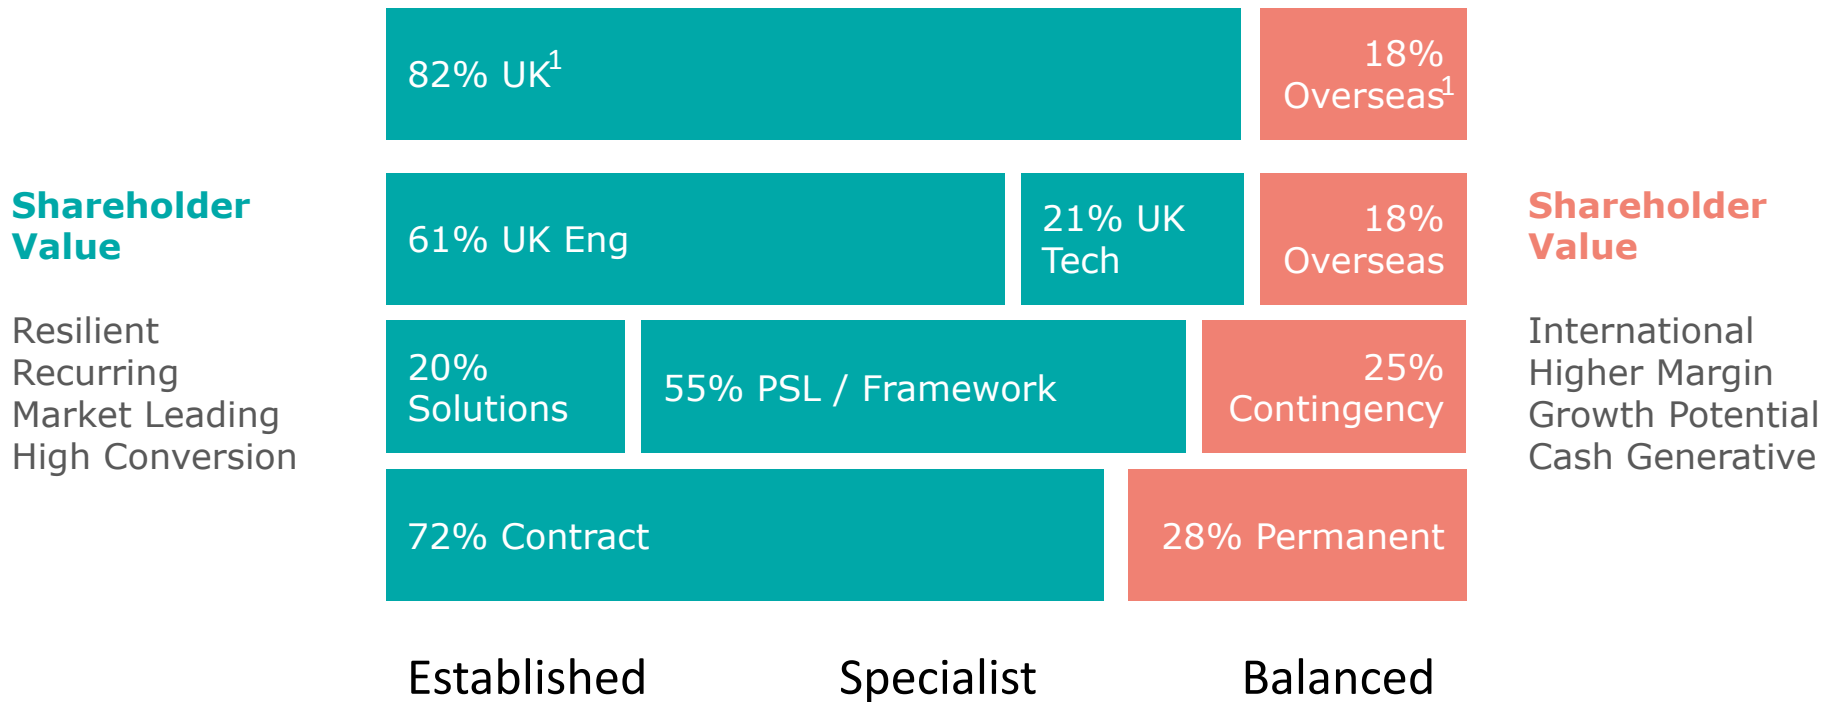 82% UK1
18%
Overseas1
Shareholder
Value
Resilient
Recurring
Market Leading
High Conversion
61% UK Eng
21% UK
Tech
18%
Overseas
20%
Solutions
55% PSL / Framework
25%
Contingency
72% Contract
28% Permanent
Shareholder
Value
International
Higher Margin
Growth Potential
Cash Generative
Established
Specialist
Balanced